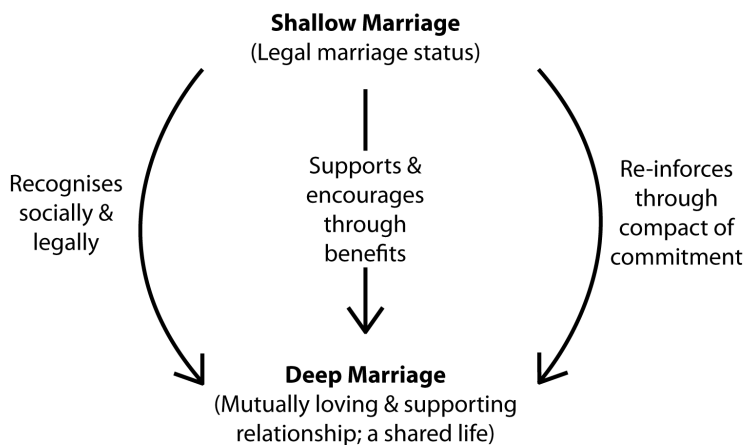 Shallow Marriage
(Legal marriage status)
Recognises
socially &
legally
Supports &
encourages
through
benefits
Re-inforces
through
compact of
commitment
Deep Marriage
(Mutually loving & supporting
relationship; a shared life)